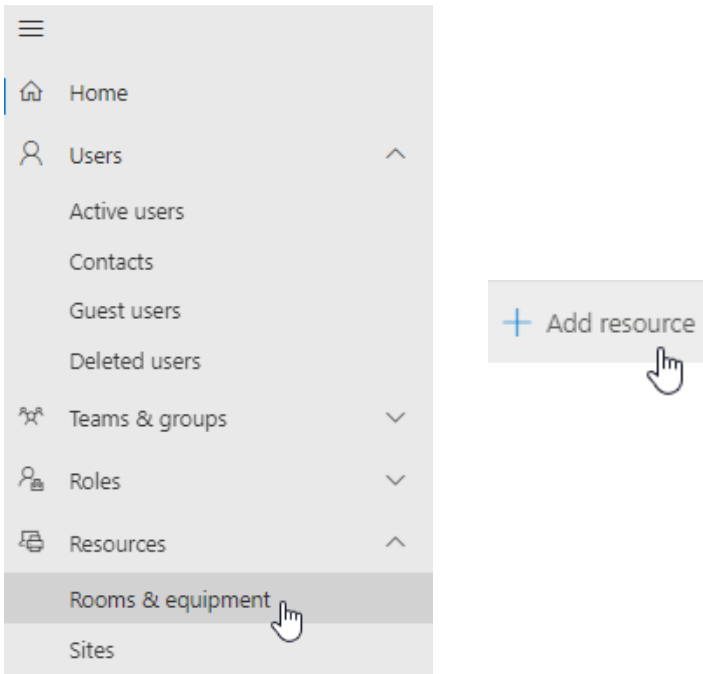 Home
Users
Active users
Contacts
Guest users
Deleted users
Teams & groups
Roles
Resources
Rooms & equipment
Sites
Add resource